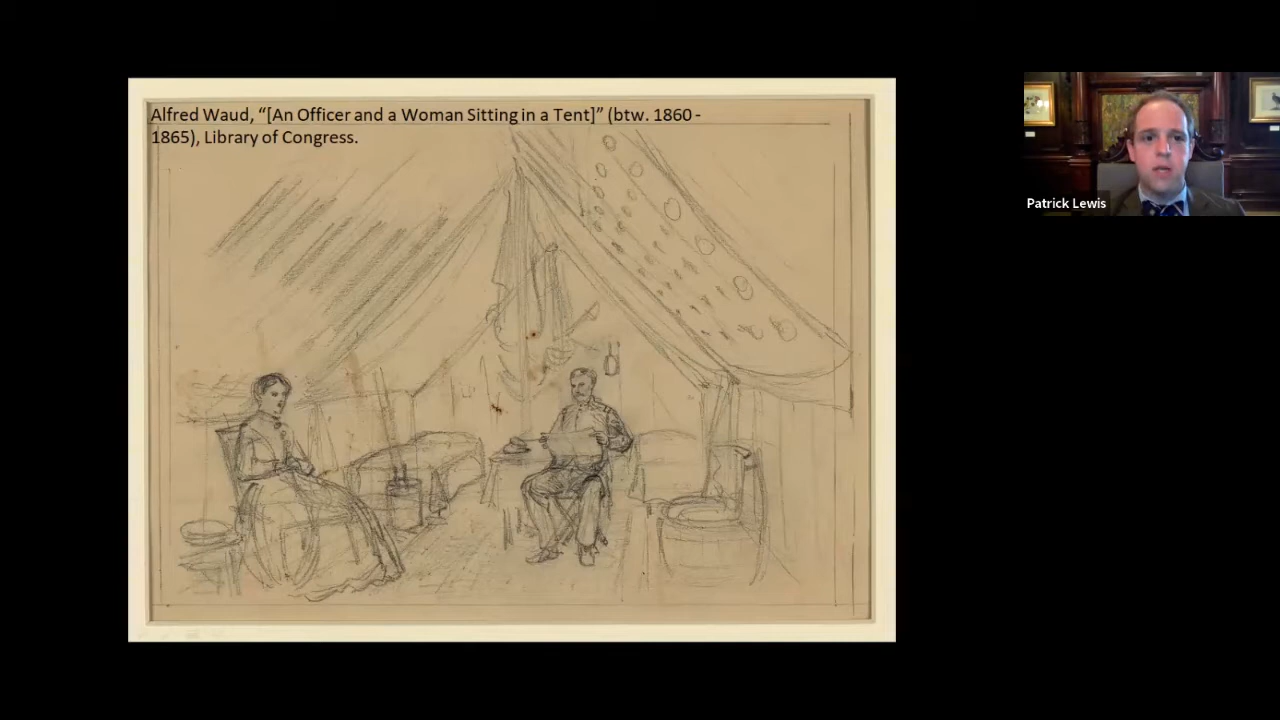 Alfred Waud, “[An Officer and a Woman Sitting in a Tent]” (btw. 1860 -
1865), Library of Congress.
Patrick Lewis